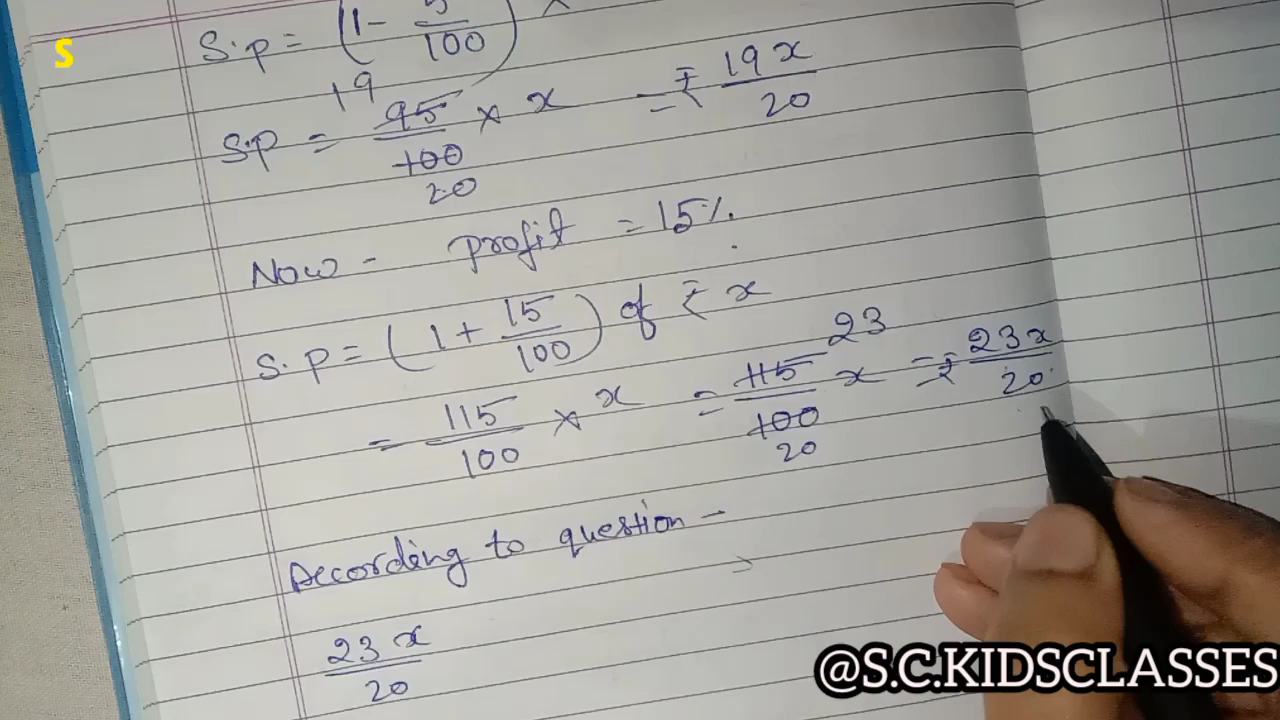 S
S.p = (1 - 5/100) x
19
S.p = 95/100 × x = ₹ 19x/20
20
Now - profit = 15%.
S.p = (1 + 15/100) of ₹ x
23
= 115/100 × x = 115/100 x = ₹ 23x/20
20
According to question -
23x/20
@S.C.KIDSCLASSES